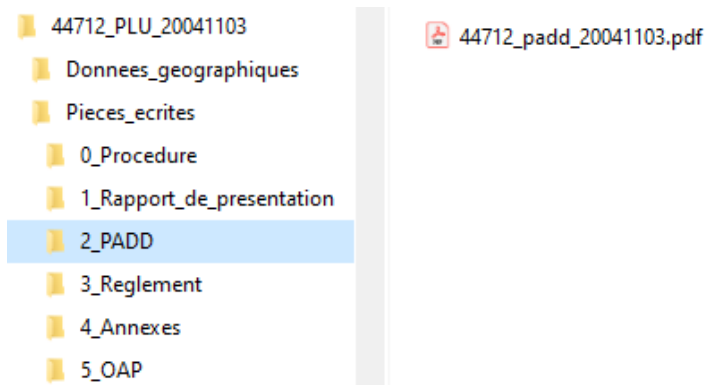 44712_PLU_20041103
Donnees_geographiques
Pieces_ecrites
0_Procedure
1_Rapport_de_presentation
2_PADD
3_Reglement
4_Annexes
5_OAP
44712_padd_20041103.pdf